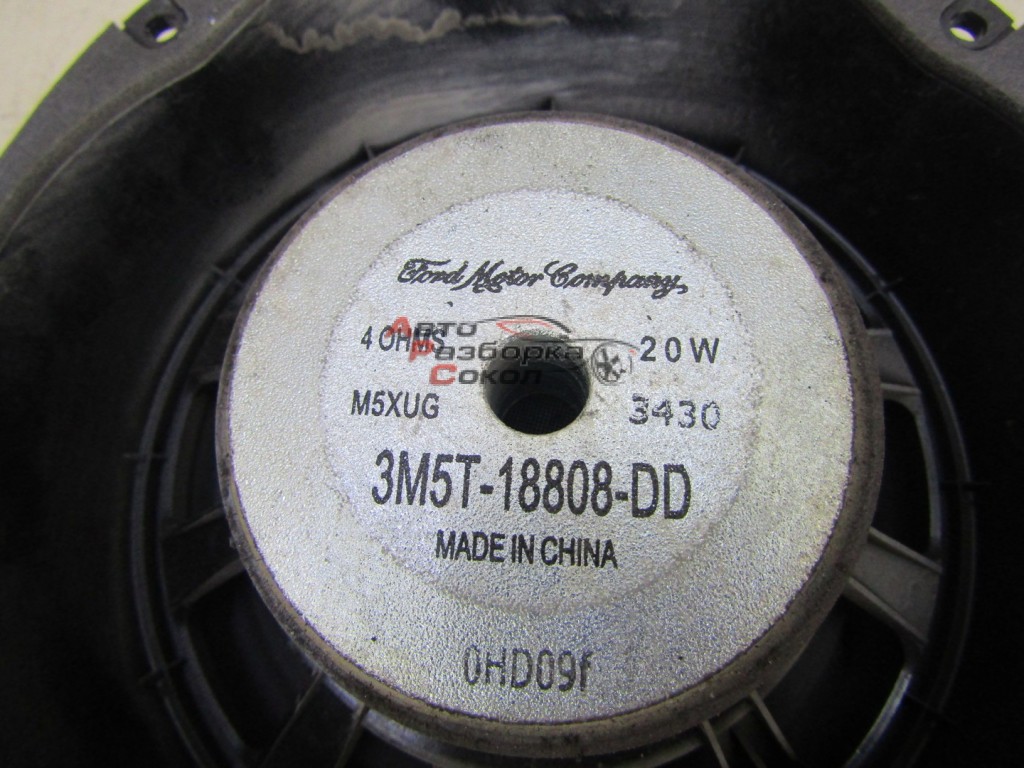 Ford Motor Company
4 OHMS 20W
Авто
Разборка
Сокол
M5XUG 3430
3M5T-18808-DD
MADE IN CHINA
0HD09f